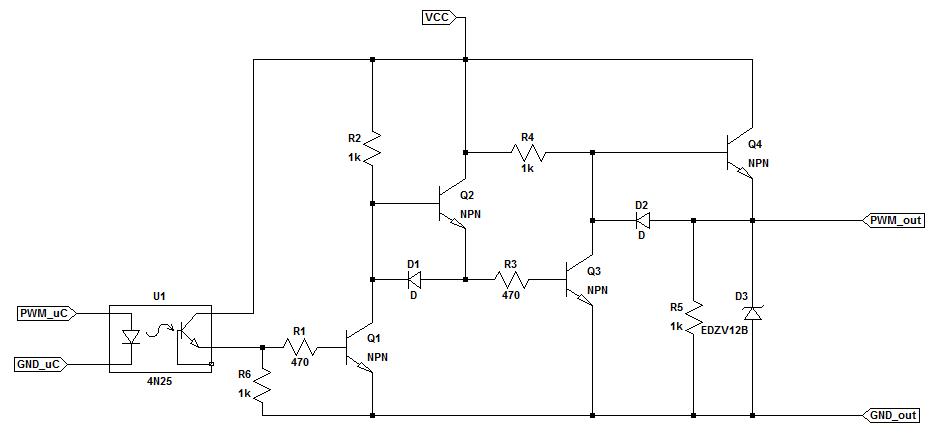 VCC
R4
1k
Q4
NPN
R2
1k
Q2
NPN
D2
D
PWM_out
D1
D
R3
470
Q3
NPN
U1
PWM_uC
GND_uC
4N25
R1
470
Q1
NPN
R6
1k
R5
1k
D3
EDZV12B
GND_out